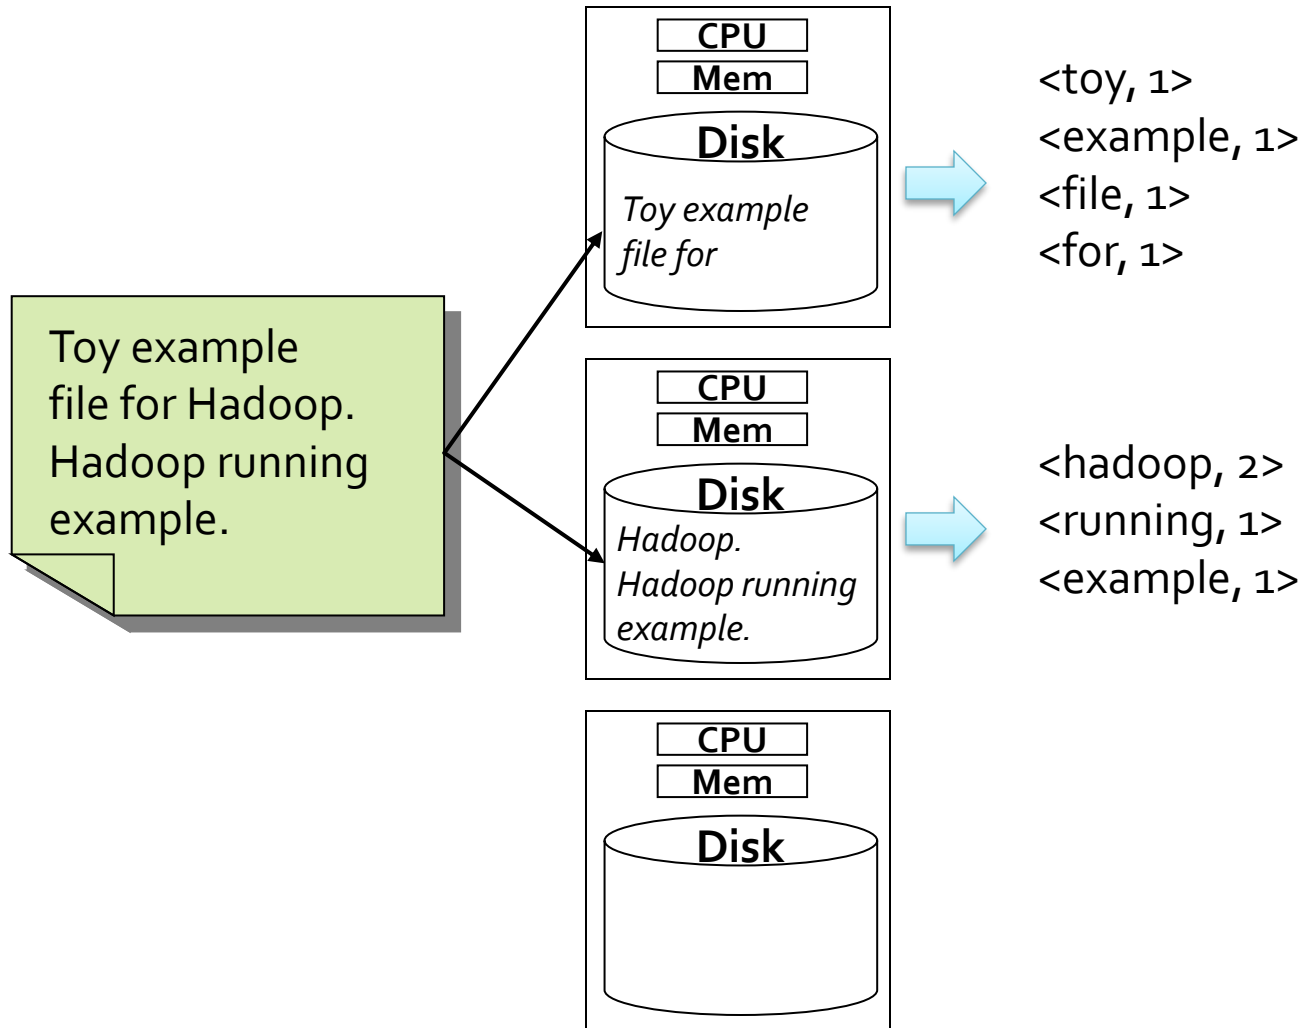 Toy example
file for Hadoop.
Hadoop running
example.
CPU
Mem
Disk
Toy example
file for
<toy, 1>
<example, 1>
<file, 1>
<for, 1>
CPU
Mem
Disk
Hadoop.
Hadoop running
example.
<hadoop, 2>
<running, 1>
<example, 1>
CPU
Mem
Disk